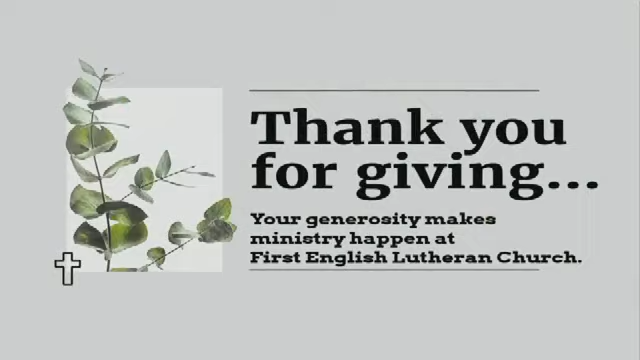 Thank you
for giving...
Your generosity makes
ministry happen at
First English Lutheran Church.